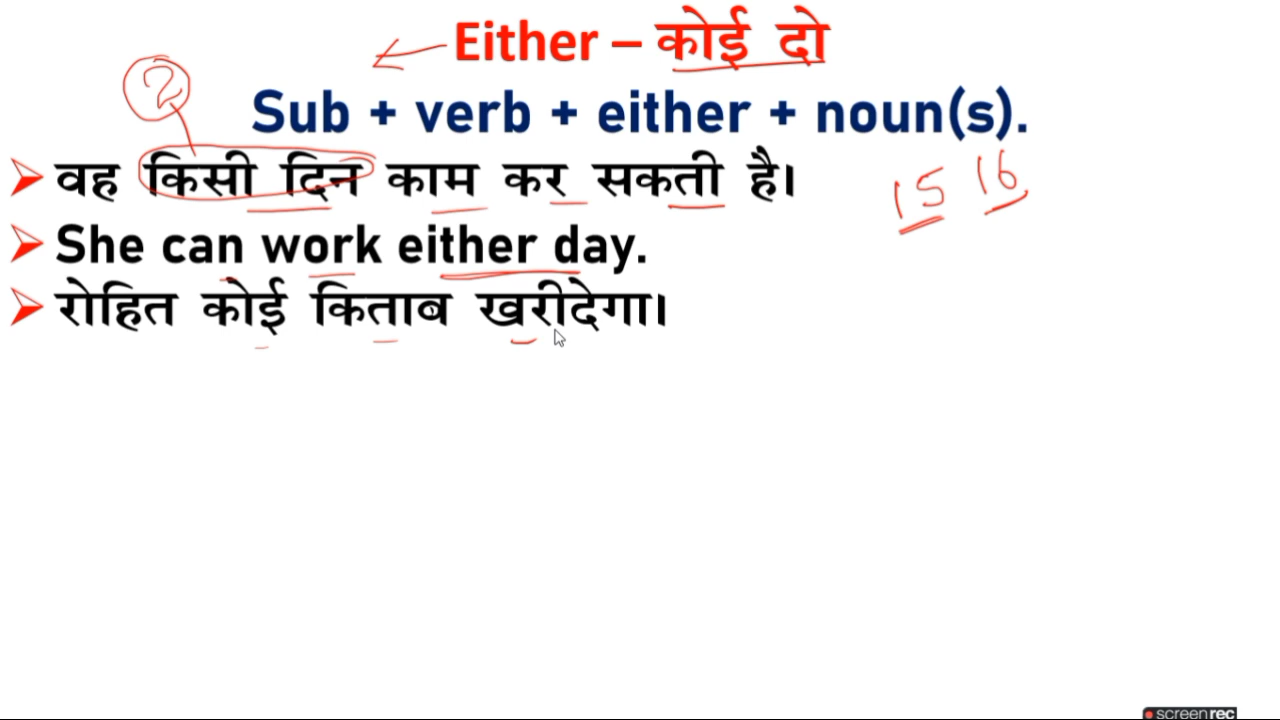 Either – कोई दो
2
Sub + verb + either + noun(s).
वह किसी दिन काम कर सकती है।
15 16
She can work either day.
रोहित कोई किताब खरीदेगा।
screenrec